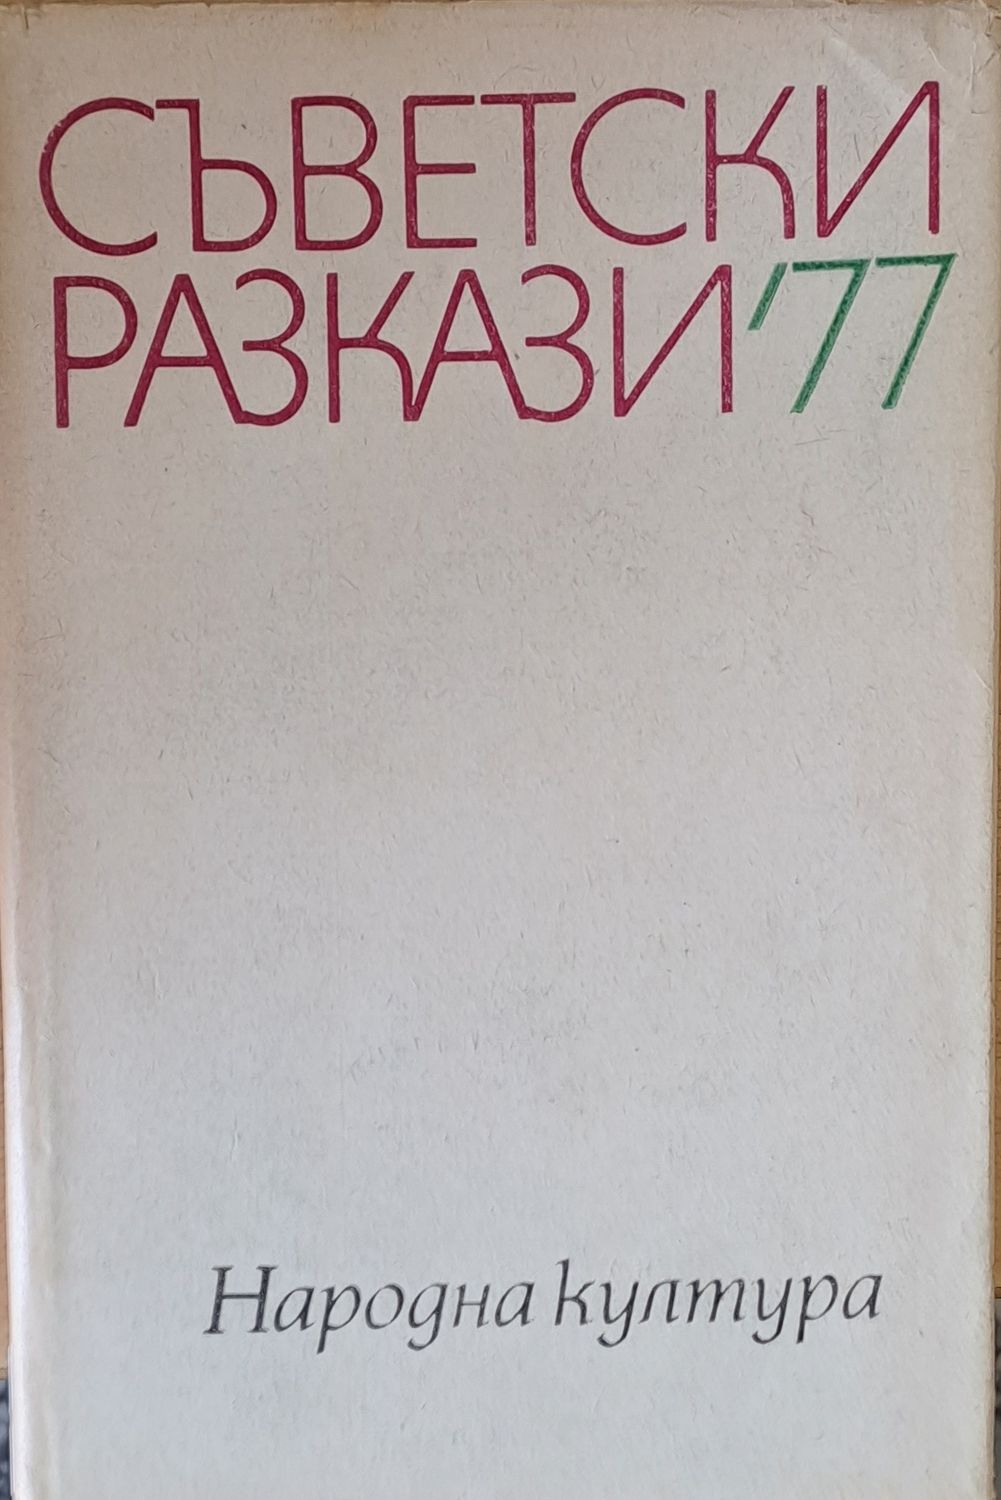 СЪВЕТСКИ
РАЗКАЗИ '77
Народна култура